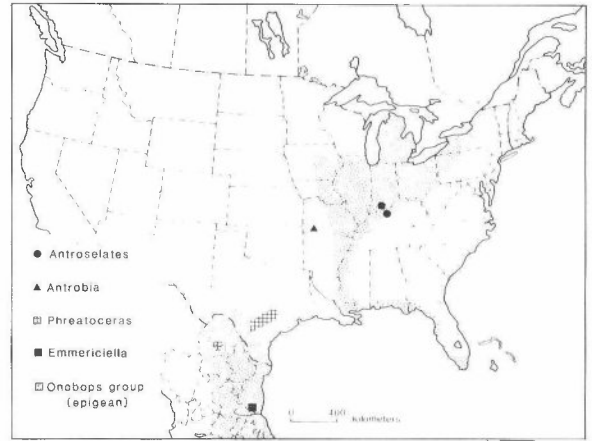 Antroselates
Antrobia
Phreatoceras
Emmericiella
Onobops group
(epigean)
0 400
kilometers